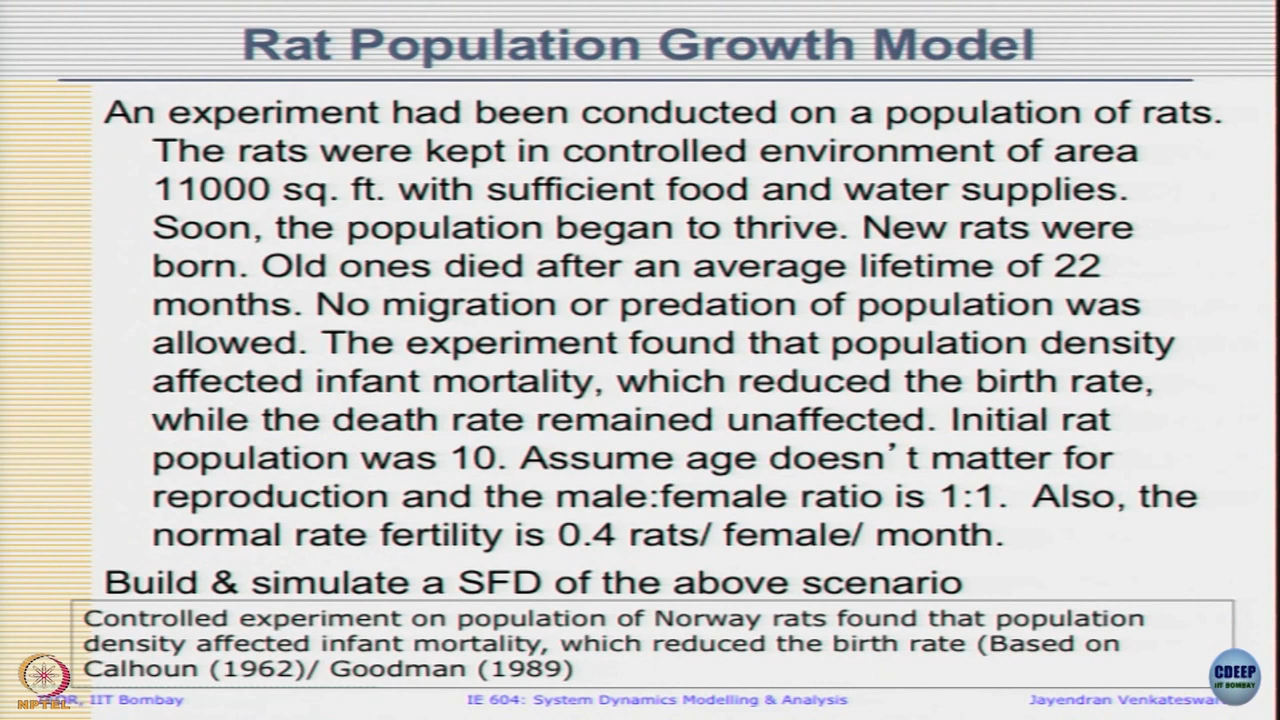 Rat Population Growth Model
An experiment had been conducted on a population of rats.
The rats were kept in controlled environment of area
11000 sq. ft. with sufficient food and water supplies.
Soon, the population began to thrive. New rats were
born. Old ones died after an average lifetime of 22
months. No migration or predation of population was
allowed. The experiment found that population density
affected infant mortality, which reduced the birth rate,
while the death rate remained unaffected. Initial rat
population was 10. Assume age doesn't matter for
reproduction and the male:female ratio is 1:1. Also, the
normal rate fertility is 0.4 rats/ female/ month.
Build & simulate a SFD of the above scenario
Controlled experiment on population of Norway rats found that population
density affected infant mortality, which reduced the birth rate (Based on
Calhoun (1962)/ Goodman (1989)
IIT Bombay IE 604: System Dynamics Modelling & Analysis Jayendran
NPTEL
CDEEP
IIT BOMBAY